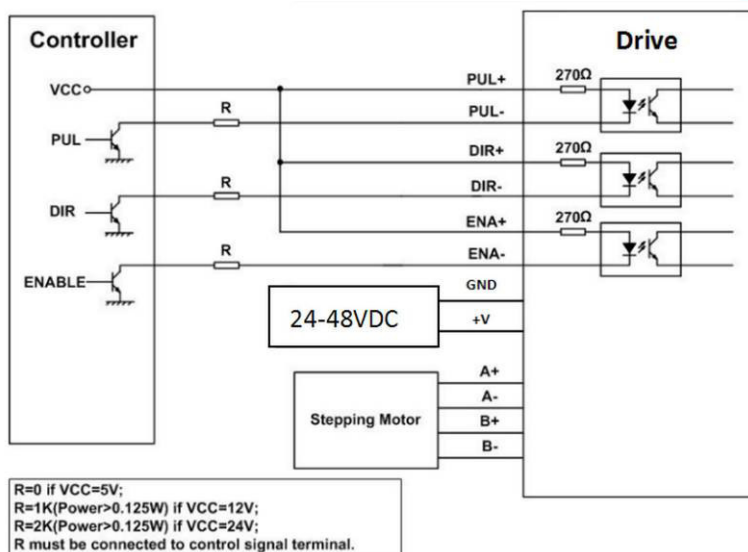 Controller
Drive
VCC
PUL+
270Ω
R
PUL-
PUL
DIR+
270Ω
R
DIR-
DIR
ENA+
270Ω
R
ENA-
ENABLE
GND
24-48VDC
+V
A+
A-
Stepping Motor
B+
B-
R=0 if VCC=5V;
R=1K(Power>0.125W) if VCC=12V;
R=2K(Power>0.125W) if VCC=24V;
R must be connected to control signal terminal.